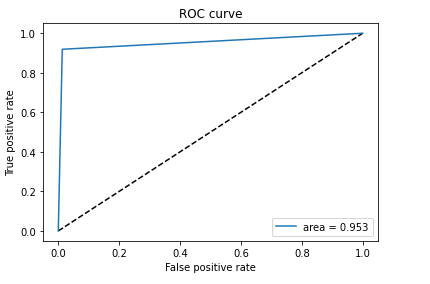 ROC curve
1.0
0.8
0.6
0.4
0.2
0.0
True positive rate
area = 0.953
0.0 0.2 0.4 0.6 0.8 1.0
False positive rate